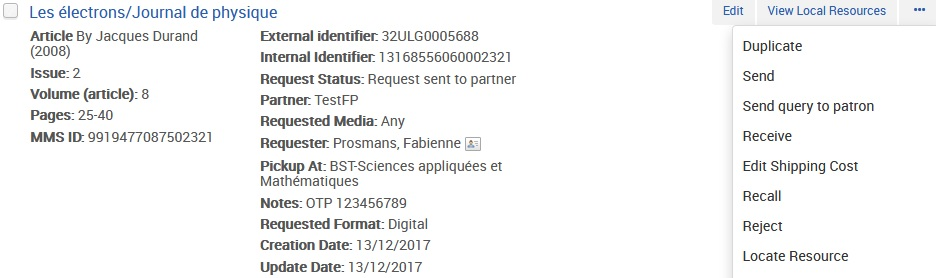 Les électrons/Journal de physique
Edit
View Local Resources
Article By Jacques Durand
(2008)
Issue: 2
Volume (article): 8
Pages: 25-40
MMS ID: 9919477087502321
External identifier: 32ULG0005688
Internal Identifier: 13168556060002321
Request Status: Request sent to partner
Partner: TestFP
Requested Media: Any
Requester: Prosmans, Fabienne
Pickup At: BST-Sciences appliquées et
Mathématiques
Notes: OTP 123456789
Requested Format: Digital
Creation Date: 13/12/2017
Update Date: 13/12/2017
Duplicate
Send
Send query to patron
Receive
Edit Shipping Cost
Recall
Reject
Locate Resource